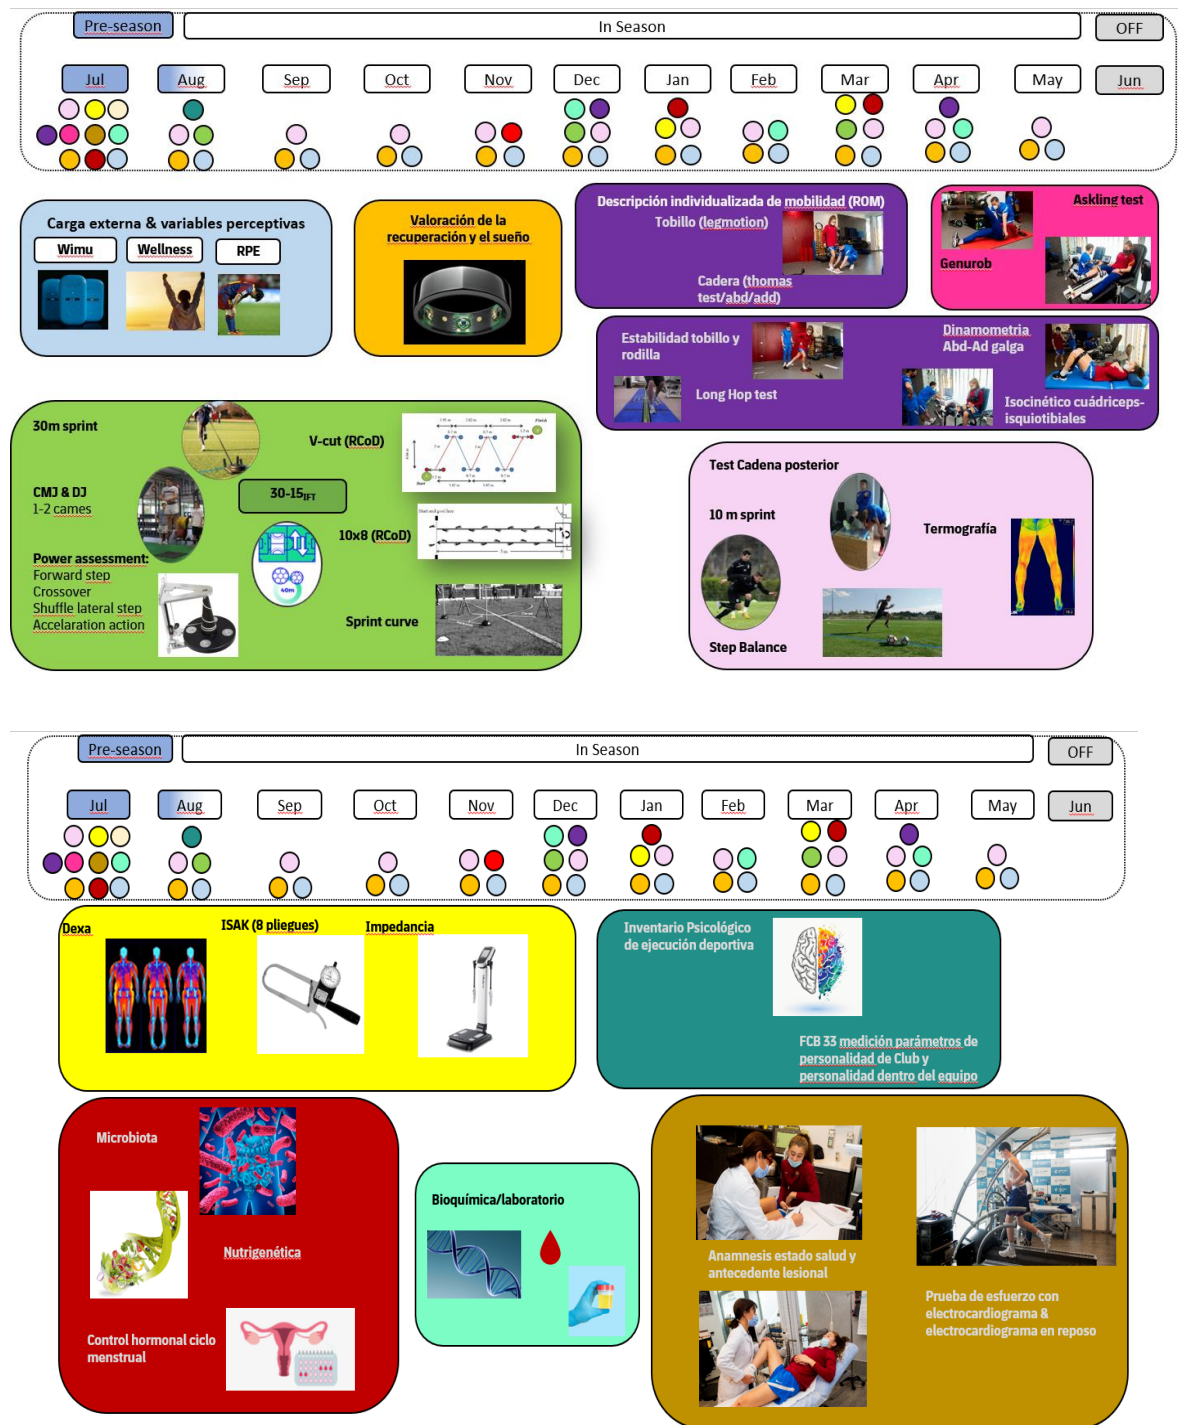 Pre-season
In Season
OFF
Jul
Aug
Sep
Oct
Nov
Dec
Jan
Feb
Mar
Apr
May
Jun
Carga externa & variables perceptivas
Wimu
Wellness
RPE
Valoración de la
recuperación y el sueño
Descripción individualizada de mobilidad (ROM)
Tobillo (legmotion)
Cadera (thomas
test/abd/add)
Askling test
Genurob
Estabilidad tobillo y
rodilla
Long Hop test
Dinamometria
Abd-Ad galga
Isocinético cuádriceps-
isquiotibiales
30m sprint
V-cut (RCoD)
CMJ & DJ
1-2 cames
30-15IFT
10x8 (RCoD)
40m
Power assessment:
Forward step
Crossover
Shuffle lateral step
Accelaration action
Sprint curve
Test Cadena posterior
10 m sprint
Termografía
Step Balance
Pre-season
In Season
OFF
Jul
Aug
Sep
Oct
Nov
Dec
Jan
Feb
Mar
Apr
May
Jun
Dexa
ISAK (8 pliegues)
Impedancia
Inventario Psicológico
de ejecución deportiva
FCB 33 medición parámetros de
personalidad de Club y
personalidad dentro del equipo
Microbiota
Nutrigenética
Control hormonal ciclo
menstrual
Bioquímica/laboratorio
Anamnesis estado salud y
antecedente lesional
Prueba de esfuerzo con
electrocardiograma &
electrocardiograma en reposo